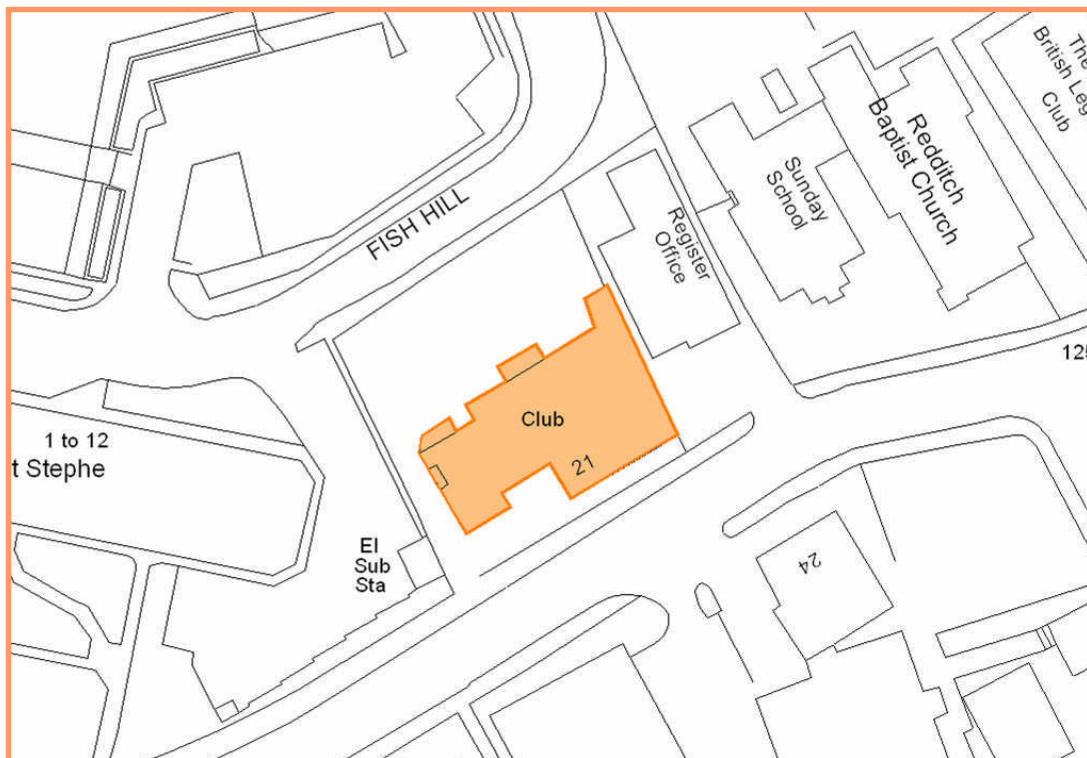 The
British Leg
Club
Redditch
Baptist Church
Sunday
School
Register
Office
FISH HILL
125
Club
21
1 to 12
t Stephe
El
Sub
Sta
24